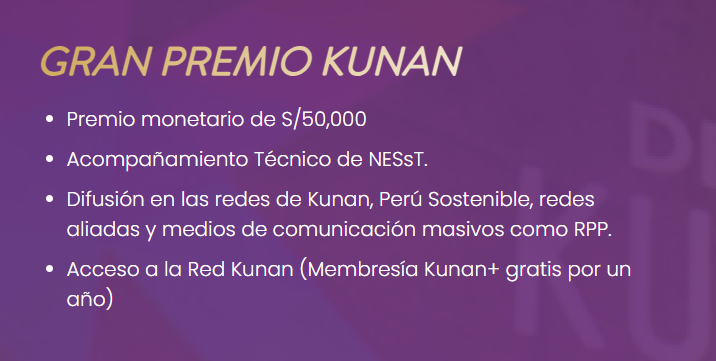 GRAN PREMIO KUNAN
• Premio monetario de S/50,000
• Acompañamiento Técnico de NESsT.
• Difusión en las redes de Kunan, Perú Sostenible, redes
aliadas y medios de comunicación masivos como RPP.
• Acceso a la Red Kunan (Membresía Kunan+ gratis por un
año)